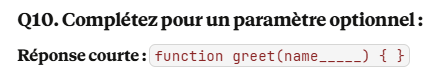 Q10. Complétez pour un paramètre optionnel :
Réponse courte : function greet(name_____) { }